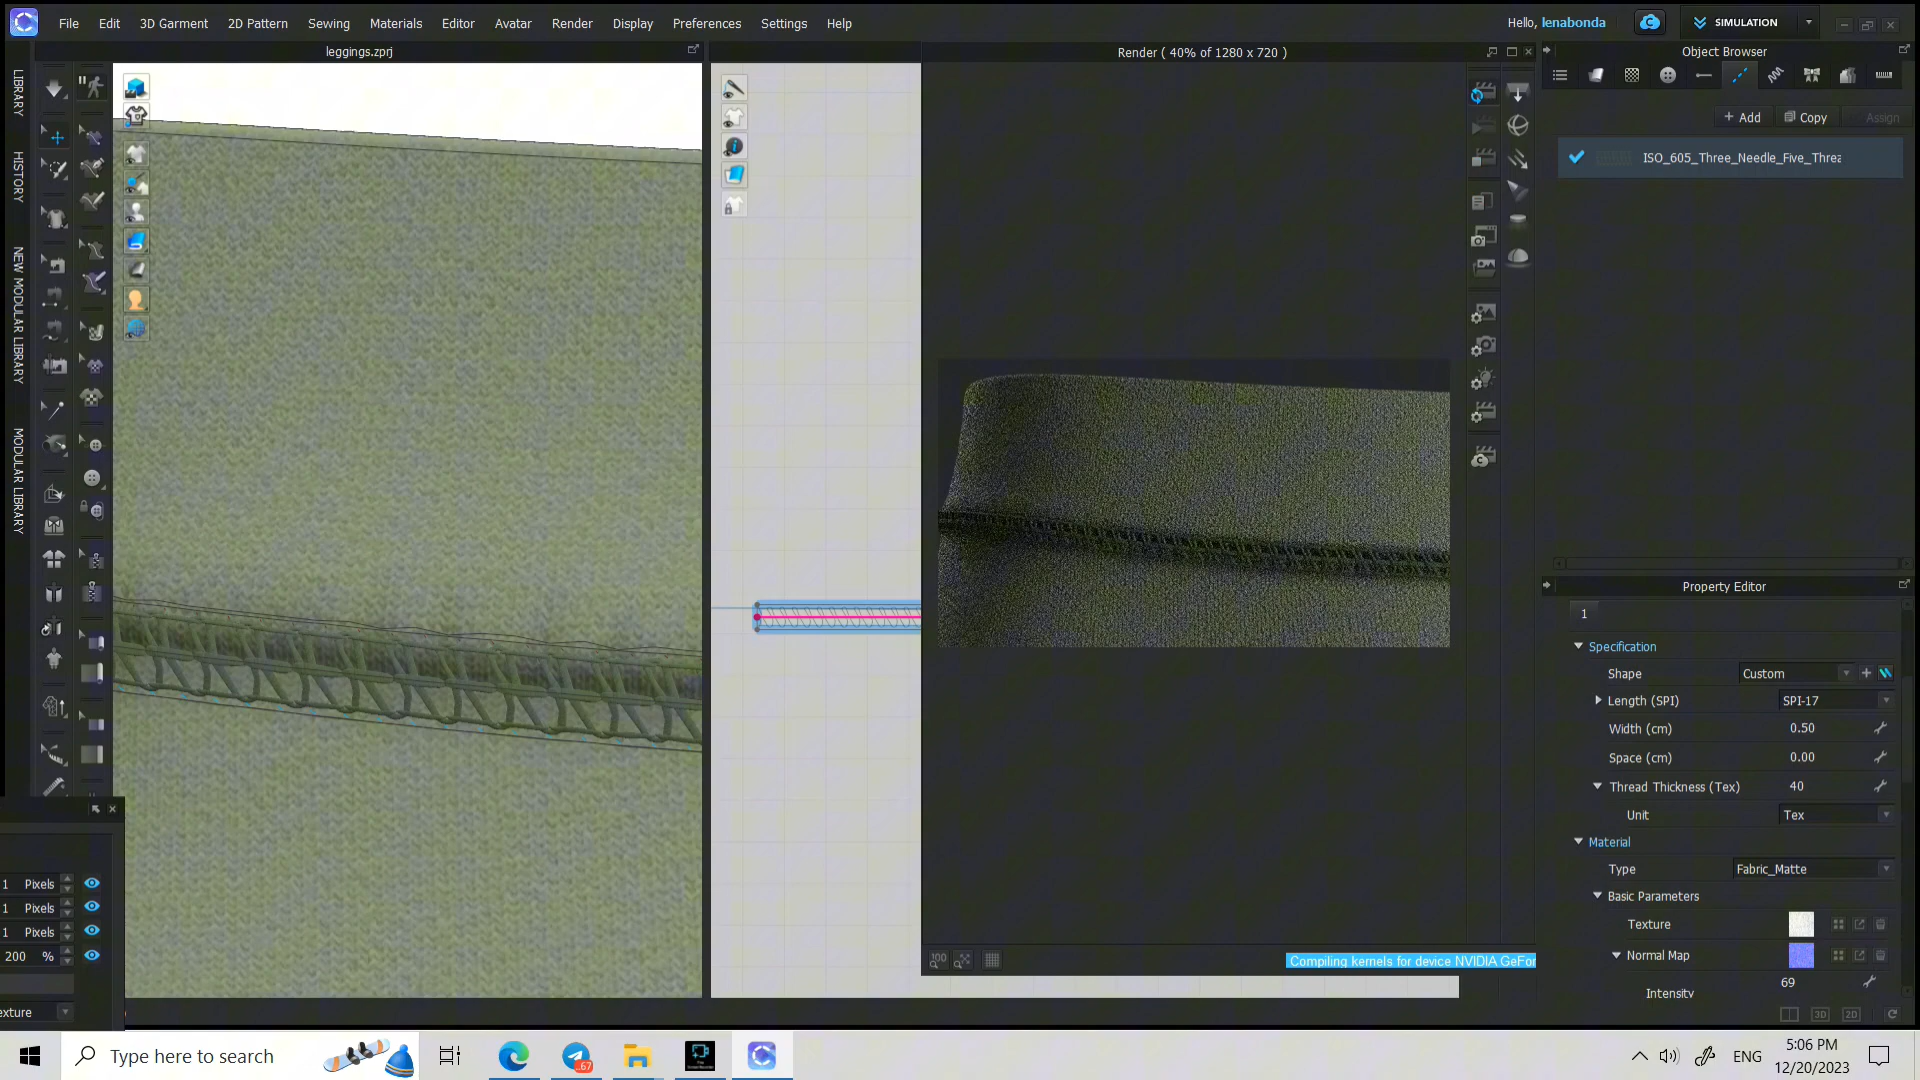 File Edit 3D Garment 2D Pattern Sewing Materials Editor Avatar Render Display Preferences Settings Help
Hello, lenabonda
SIMULATION
leggings.zprj
Render ( 40% of 1280 x 720 )
Object Browser
LIBRARY
HISTORY
NEW MODULAR LIBRARY
MODULAR LIBRARY
+ Add
Copy
Assign
ISO_605_Three_Needle_Five_Threa
Property Editor
1
Specification
Shape Custom
Length (SPI) SPI-17
Width (cm) 0.50
Space (cm) 0.00
Thread Thickness (Tex) 40
Unit Tex
Material
Type Fabric_Matte
Basic Parameters
Texture
Normal Map
Intensity 69
3D 2D
1 Pixels
1 Pixels
1 Pixels
200 %
exture
100
Compiling kernels for device NVIDIA GeFor
Type here to search
..67
ENG
5:06 PM
12/20/2023